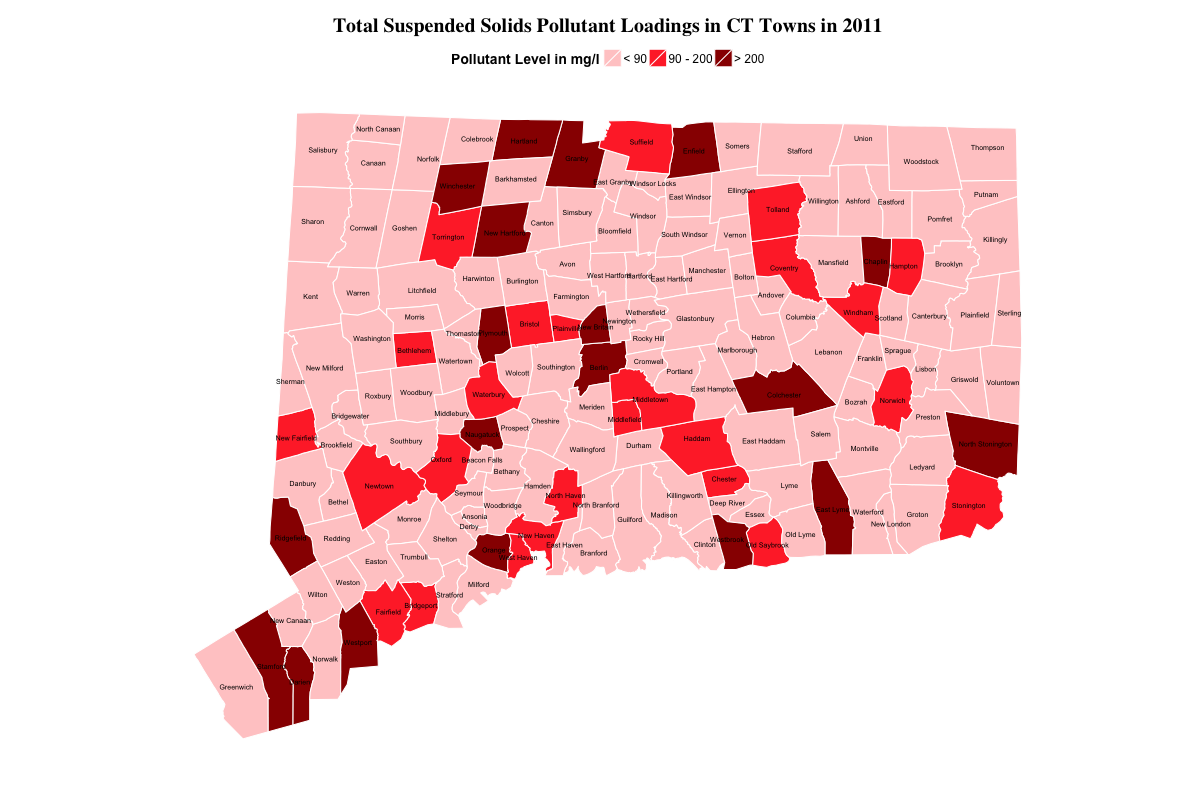 Total Suspended Solids Pollutant Loadings in CT Towns in 2011
Pollutant Level in mg/l < 90 90 - 200 > 200
North Canaan
Colebrook
Hartland
Suffield
Enfield
Somers
Union
Salisbury
Canaan
Norfolk
Granby
Stafford
Woodstock
Thompson
Winchester
Barkhamsted
East Granby
Windsor Locks
East Windsor
Ellington
Tolland
Willington
Ashford
Eastford
Putnam
Sharon
Cornwall
Goshen
Torrington
New Hartford
Canton
Simsbury
Bloomfield
Windsor
South Windsor
Vernon
Pomfret
Killingly
Kent
Warren
Litchfield
Harwinton
Burlington
Avon
Farmington
West Hartford
Hartford
East Hartford
Manchester
Bolton
Coventry
Andover
Mansfield
Chaplin
Hampton
Brooklyn
Washington
Morris
Bethlehem
Thomaston
Plymouth
Bristol
Plainville
New Britain
Newington
Wethersfield
Rocky Hill
Glastonbury
Hebron
Columbia
Windham
Scotland
Canterbury
Plainfield
Sterling
Sherman
New Milford
Roxbury
Woodbury
Watertown
Wolcott
Southington
Berlin
Cromwell
Portland
Marlborough
Lebanon
Franklin
Sprague
Lisbon
Griswold
Voluntown
Bridgewater
Middlebury
Waterbury
Meriden
Middletown
Middlefield
East Hampton
Colchester
Bozrah
Norwich
Preston
New Fairfield
Brookfield
Southbury
Oxford
Naugatuck
Prospect
Cheshire
Wallingford
Durham
Haddam
East Haddam
Salem
Montville
Ledyard
North Stonington
Danbury
Bethel
Newtown
Beacon Falls
Bethany
Seymour
Woodbridge
Hamden
North Haven
North Branford
Guilford
Madison
Killingworth
Chester
Deep River
Essex
Lyme
East Lyme
Waterford
New London
Groton
Stonington
Ridgefield
Redding
Monroe
Ansonia
Derby
Shelton
Orange
New Haven
West Haven
East Haven
Branford
Clinton
Westbrook
Old Saybrook
Old Lyme
Easton
Trumbull
Weston
Wilton
Milford
Stratford
Bridgeport
Fairfield
New Canaan
Westport
Norwalk
Stamford
Greenwich